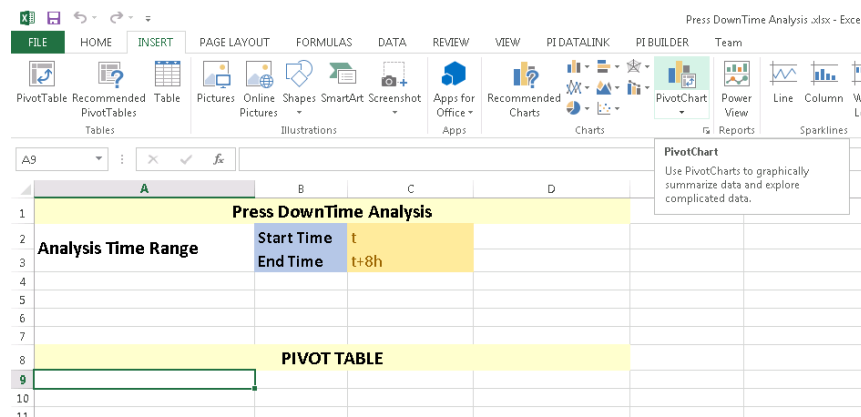 Press DownTime Analysis .xlsx - Exce
FILE HOME INSERT PAGE LAYOUT FORMULAS DATA REVIEW VIEW PI DATALINK PI BUILDER Team
PivotTable Recommended PivotTables Table Pictures Online Pictures Shapes SmartArt Screenshot Apps for Office Recommended Charts PivotChart Power View Line Column
Tables Illustrations Apps Charts Reports Sparklines
A9 fx
PivotChart
Use PivotCharts to graphically
summarize data and explore
complicated data.
A B C D
1 Press DownTime Analysis
Analysis Time Range
2 Start Time t
3 End Time t+8h
4
5
6
7
8 PIVOT TABLE
9
10
11